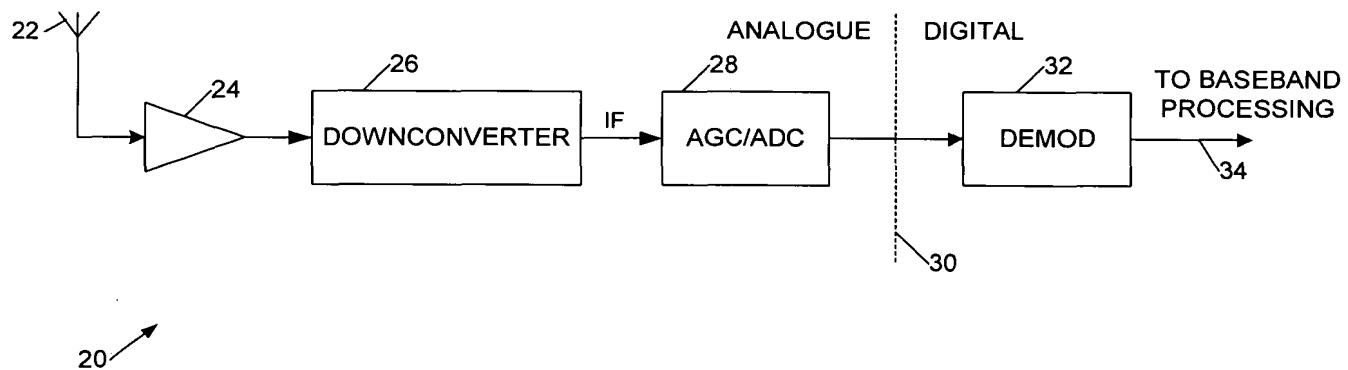 22
ANALOGUE
DIGITAL
24
26
28
32
TO BASEBAND
PROCESSING
DOWNCONVERTER
IF
AGC/ADC
DEMOD
34
30
20